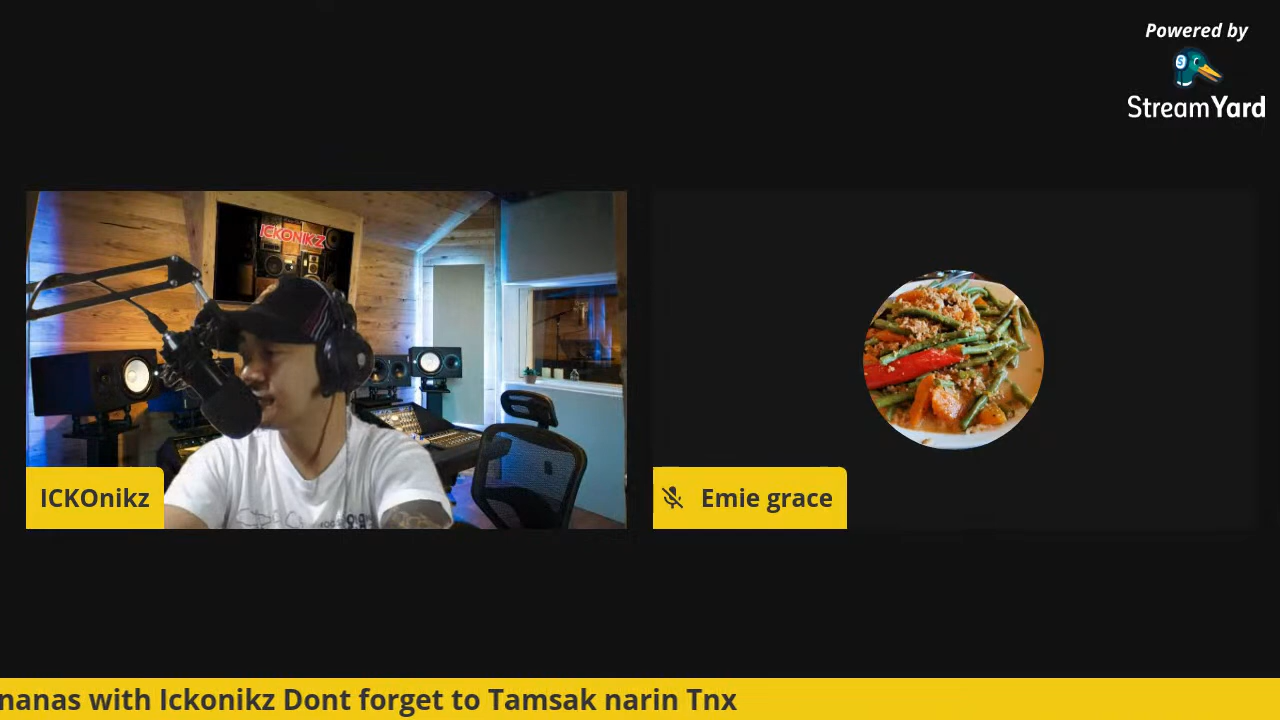 Powered by
StreamYard
ICKONIKZ
ICKOnikz
Emie grace
nanas with Ickonikz Dont forget to Tamsak narin Tnx